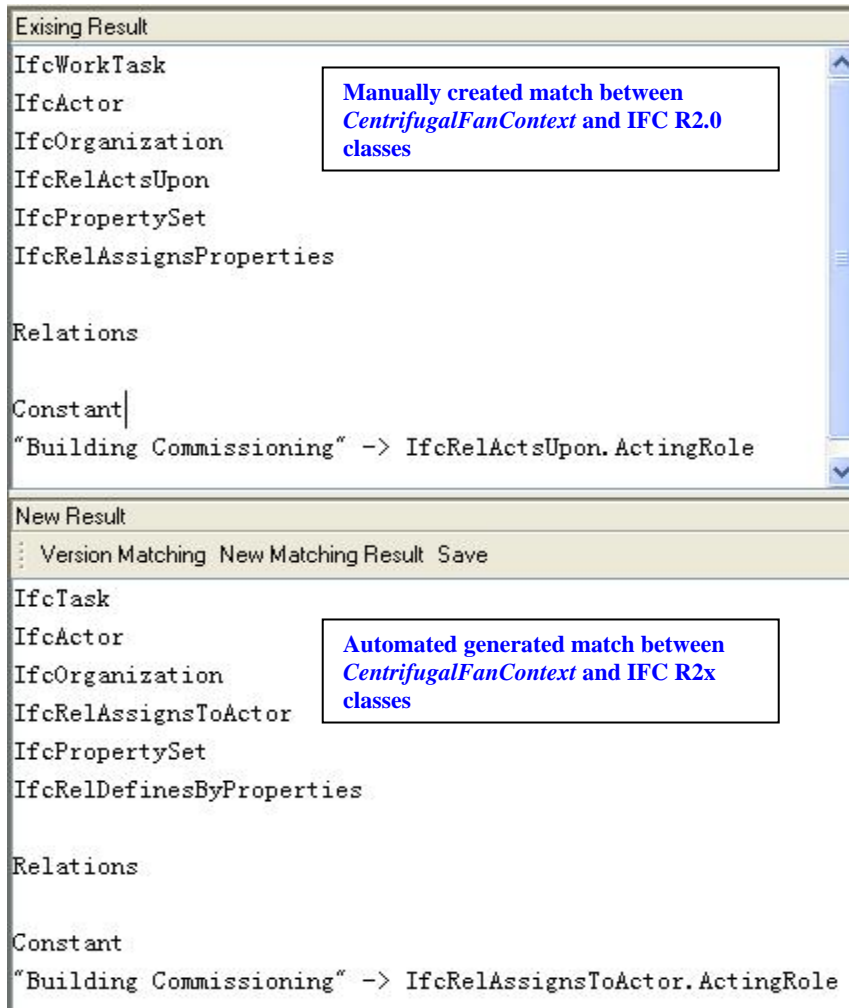 Exising Result
IfcWorkTask
IfcActor
IfcOrganization
IfcRelActsUpon
IfcPropertySet
IfcRelAssignsProperties
Manually created match between
CentrifugalFanContext and IFC R2.0
classes
Relations
Constant
"Building Commissioning" -> IfcRelActsUpon.ActingRole
New Result
Version Matching New Matching Result Save
IfcTask
IfcActor
IfcOrganization
IfcRelAssignsToActor
IfcPropertySet
IfcRelDefinesByProperties
Automated generated match between
CentrifugalFanContext and IFC R2x
classes
Relations
Constant
"Building Commissioning" -> IfcRelAssignsToActor.ActingRole